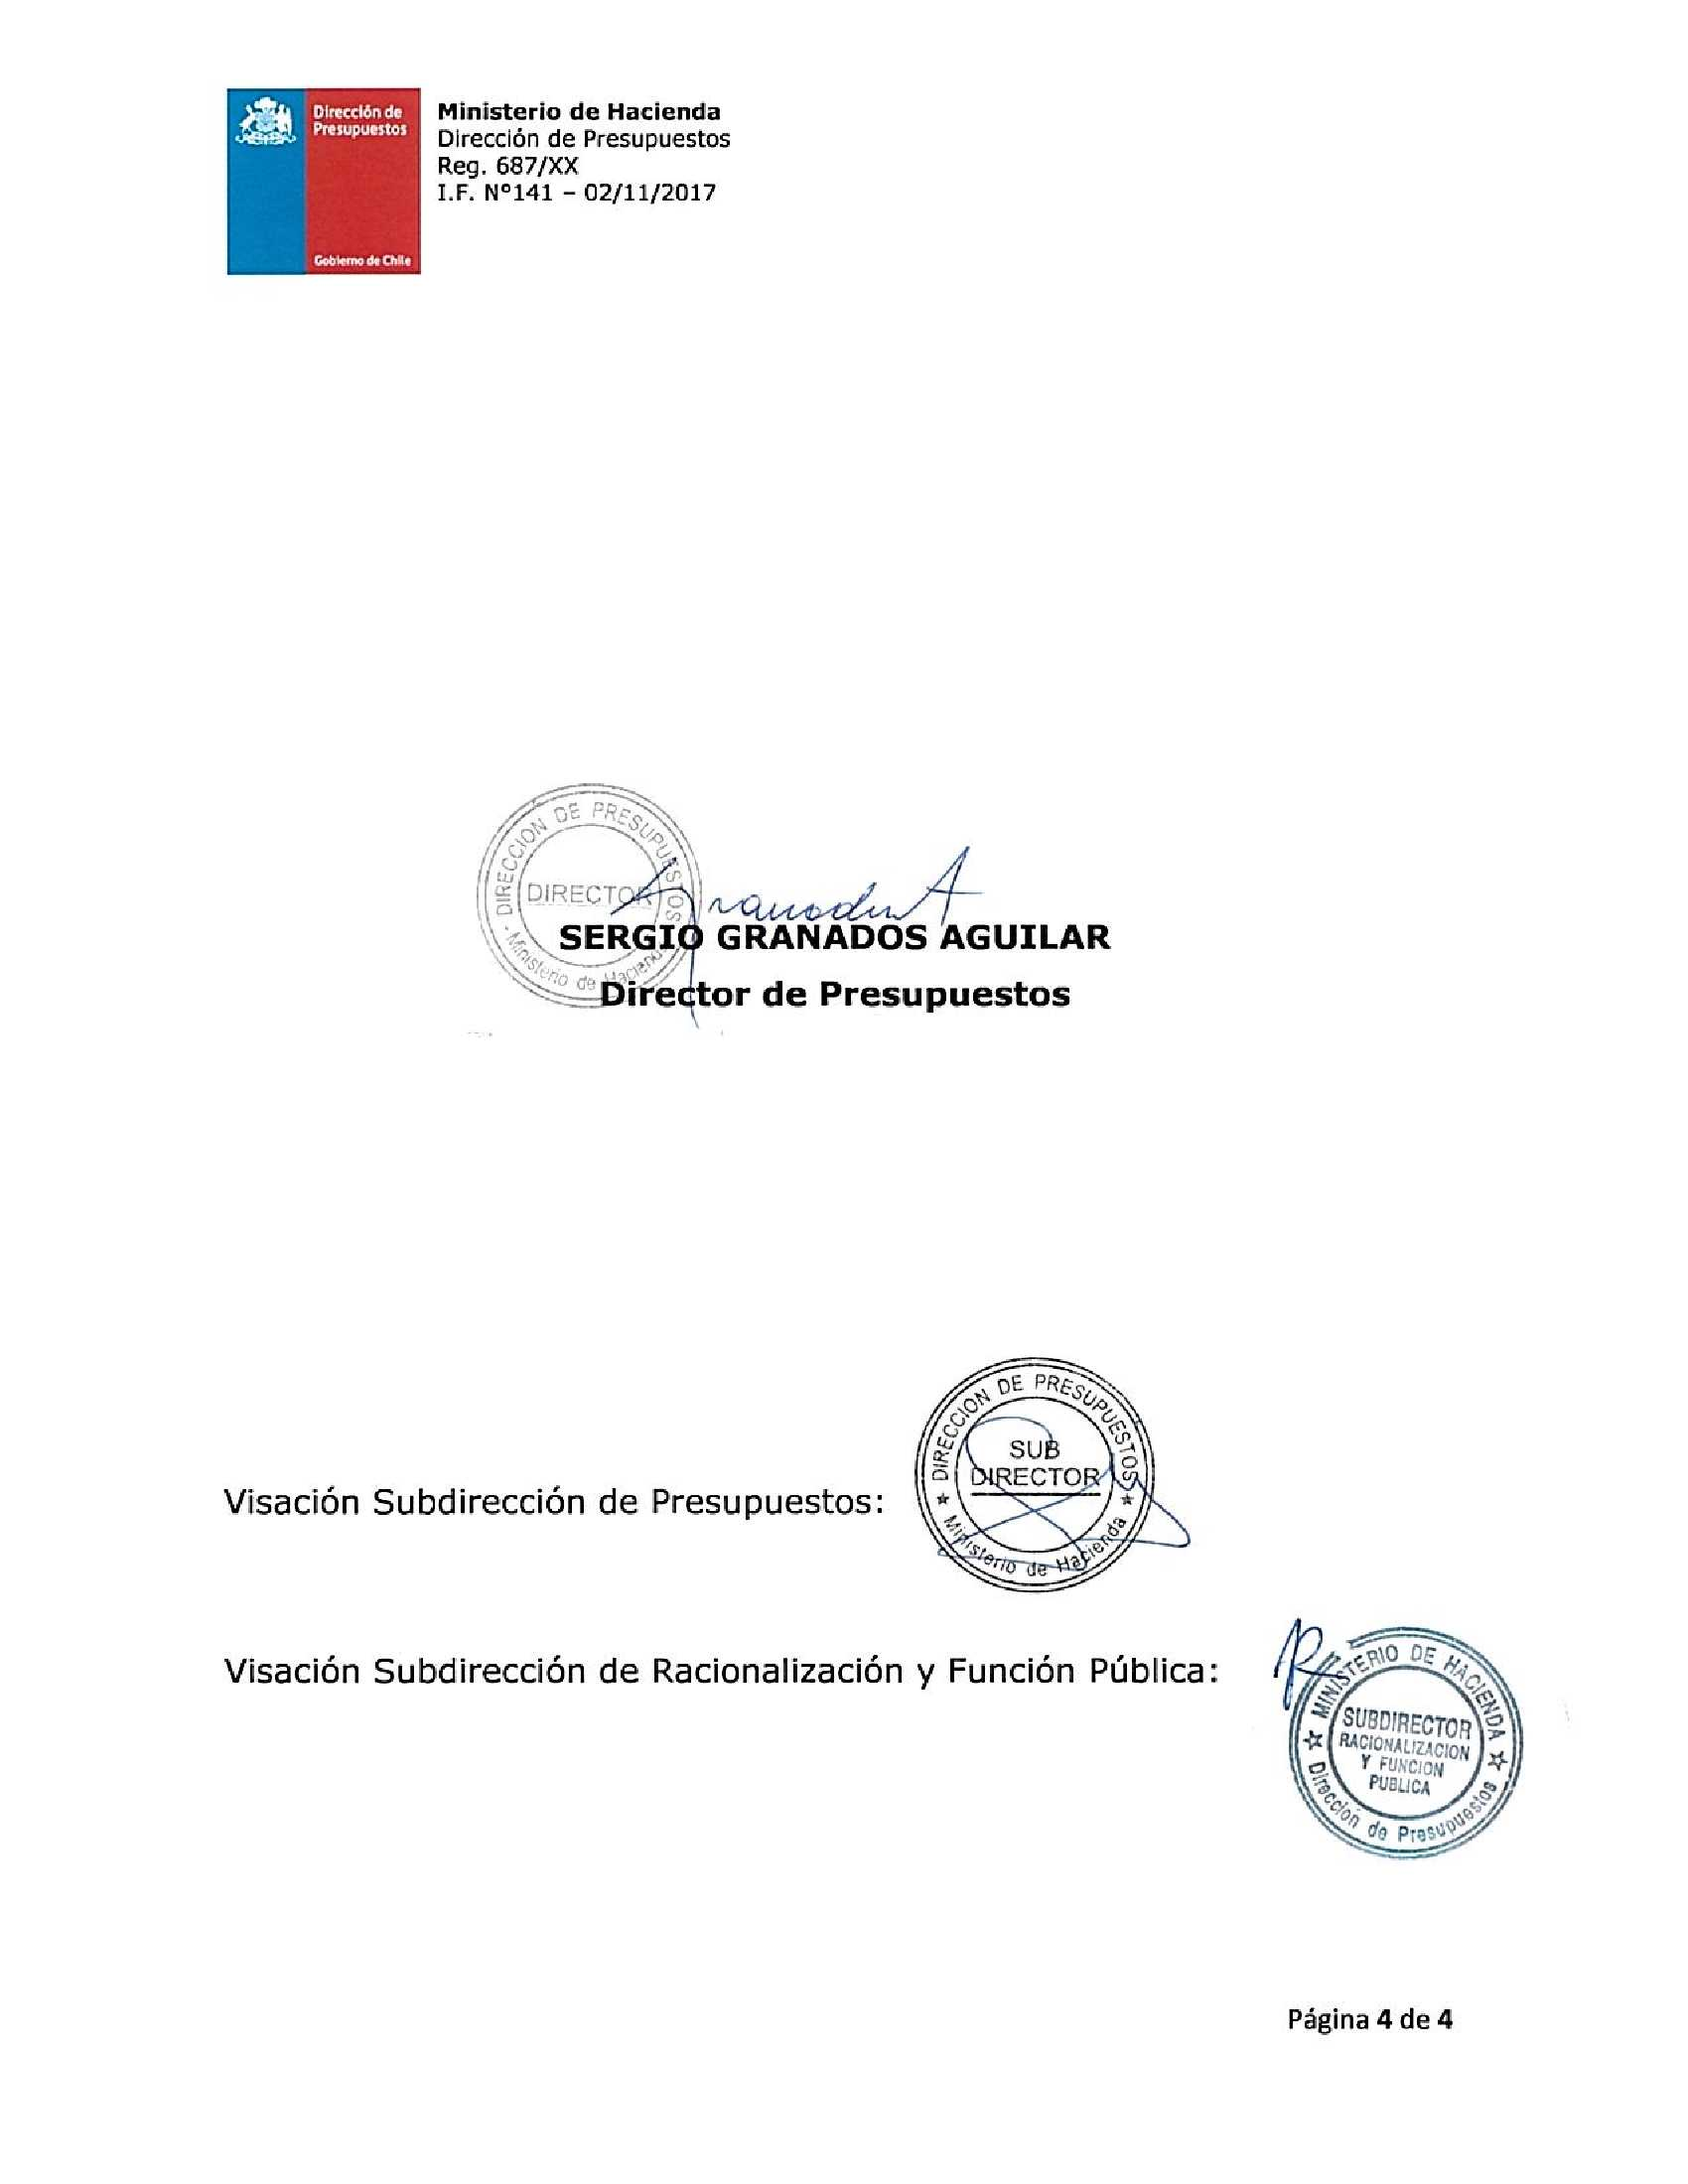 Dirección de
Presupuestos
Gobierno de Chile
Ministerio de Hacienda
Dirección de Presupuestos
Reg. 687/XX
I.F. N°141 – 02/11/2017
- DIRECCION DE PRESUPUESTOS -
DIRECTOR
Ministerio de Hacienda
SERGIO GRANADOS AGUILAR
Director de Presupuestos
DIRECCION DE PRESUPUESTOS
SUB
DIRECTOR
Ministerio de Hacienda
Visación Subdirección de Presupuestos:
Visación Subdirección de Racionalización y Función Pública:
MINISTERIO DE HACIENDA
SUBDIRECTOR
RACIONALIZACION
Y FUNCION
PUBLICA
Dirección de Presupuestos
Página 4 de 4